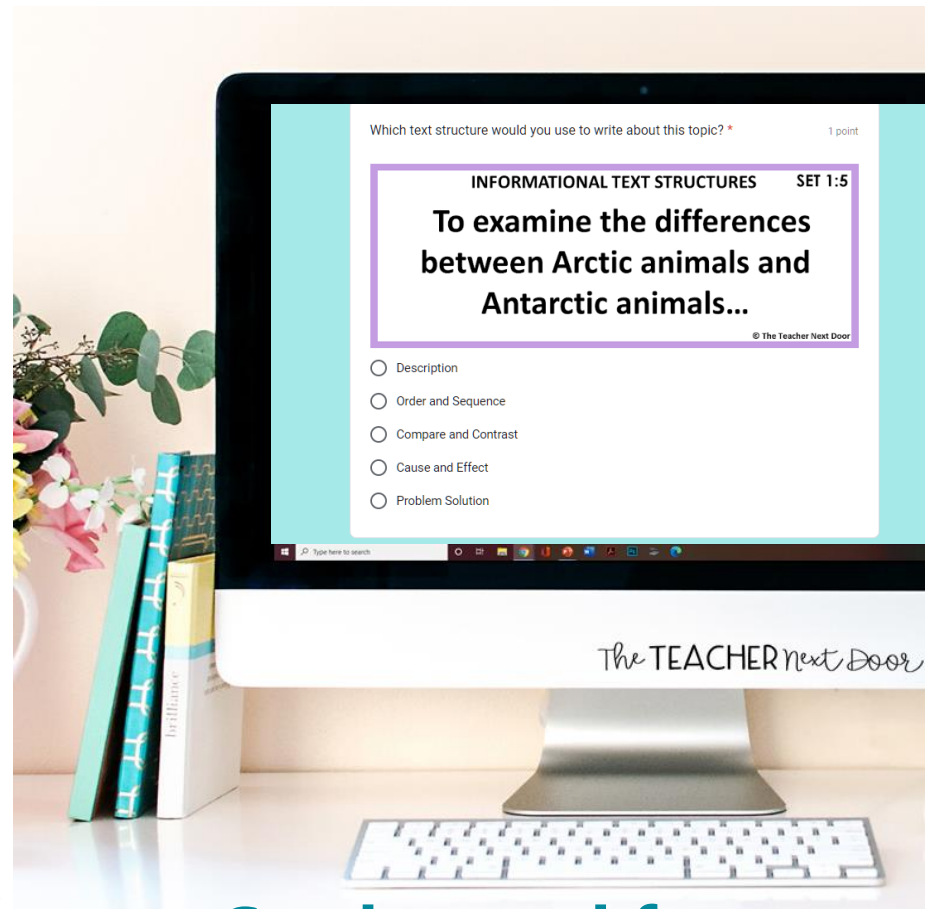 Which text structure would you use to write about this topic? * 1 point
INFORMATIONAL TEXT STRUCTURES SET 1:5
To examine the differences
between Arctic animals and
Antarctic animals...
© The Teacher Next Door
Description
Order and Sequence
Compare and Contrast
Cause and Effect
Problem Solution
Type here to search
brilliance
The TEACHER Next Door